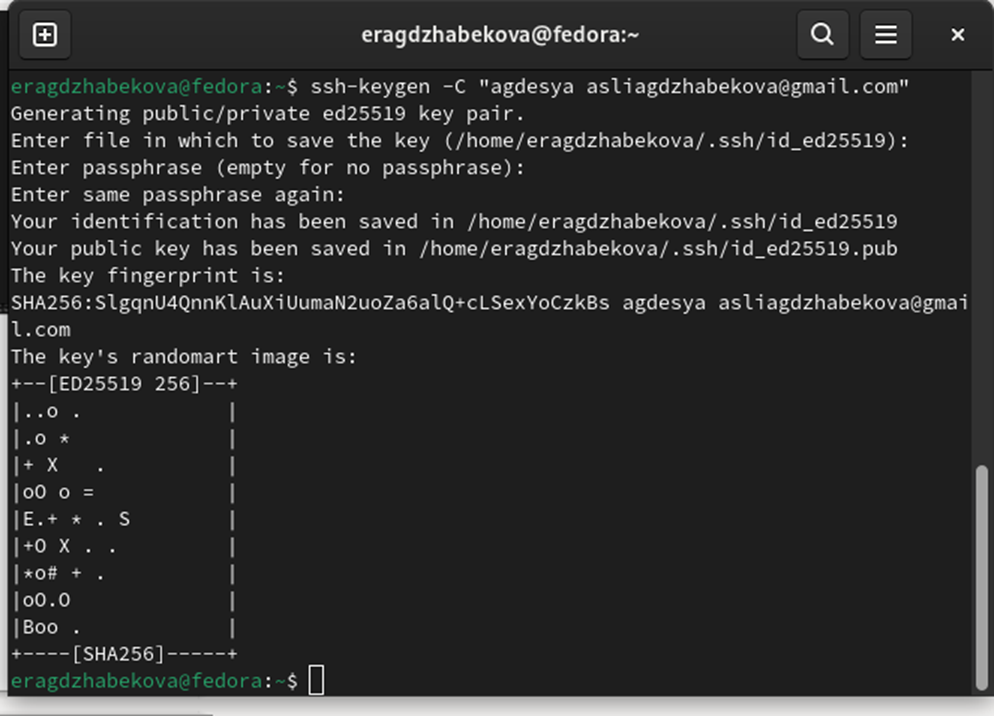 eragdzhabekova@fedora:~
eragdzhabekova@fedora:~$ ssh-keygen -C "agdesya asliagdzhabekova@gmail.com"
Generating public/private ed25519 key pair.
Enter file in which to save the key (/home/eragdzhabekova/.ssh/id_ed25519):
Enter passphrase (empty for no passphrase):
Enter same passphrase again:
Your identification has been saved in /home/eragdzhabekova/.ssh/id_ed25519
Your public key has been saved in /home/eragdzhabekova/.ssh/id_ed25519.pub
The key fingerprint is:
SHA256:SlgqnU4QnnKlAuXiUumaN2uoZa6alQ+cLSexYoCzkBs agdesya asliagdzhabekova@gmai
l.com
The key's randomart image is:
+--[ED25519 256]--+
|..o .            |
|.o *             |
|+ X   .          |
|oO o =           |
|E.+ * . S        |
|+O X . .         |
|*o# + .          |
|oO.O             |
|Boo .            |
+----[SHA256]-----+
eragdzhabekova@fedora:~$